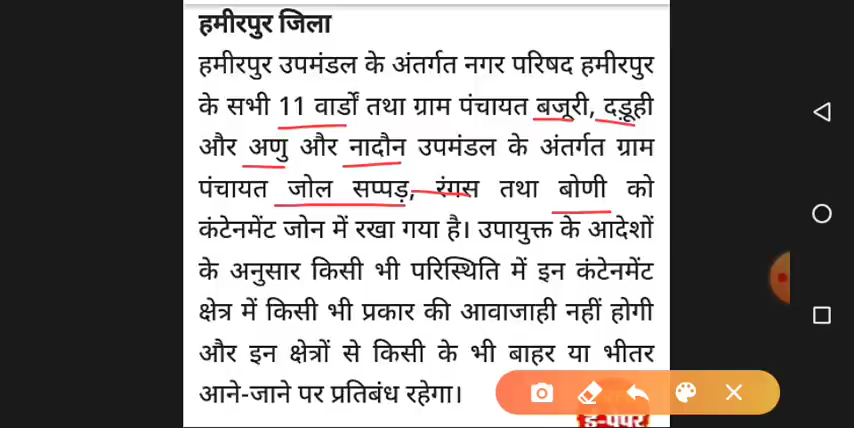 हमीरपुर जिला
हमीरपुर उपमंडल के अंतर्गत नगर परिषद हमीरपुर
के सभी 11 वार्डों तथा ग्राम पंचायत बजूरी, दड़ूही
और अणु और नादौन उपमंडल के अंतर्गत ग्राम
पंचायत जोल सप्पड़, रंगस तथा बोणी को
कंटेनमेंट जोन में रखा गया है। उपायुक्त के आदेशों
के अनुसार किसी भी परिस्थिति में इन कंटेनमेंट
क्षेत्र में किसी भी प्रकार की आवाजाही नहीं होगी
और इन क्षेत्रों से किसी के भी बाहर या भीतर
आने-जाने पर प्रतिबंध रहेगा।
ई-पेपर